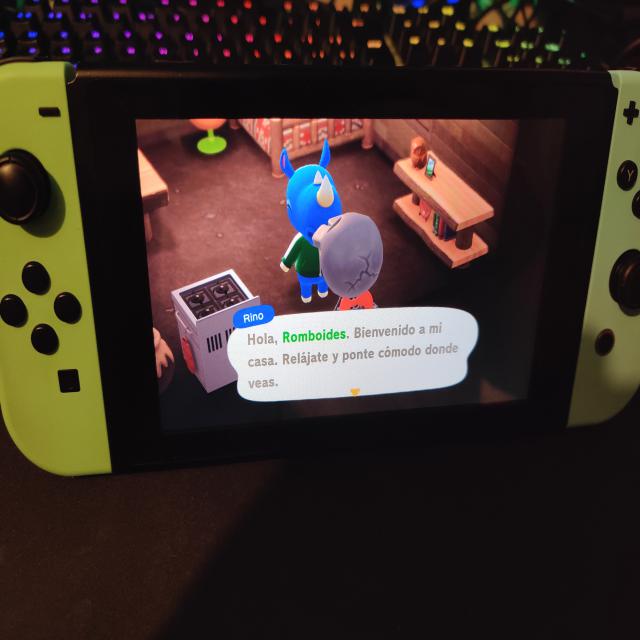 Rino
Hola, Romboides. Bienvenido a mi
casa. Relájate y ponte cómodo donde
veas.
Y